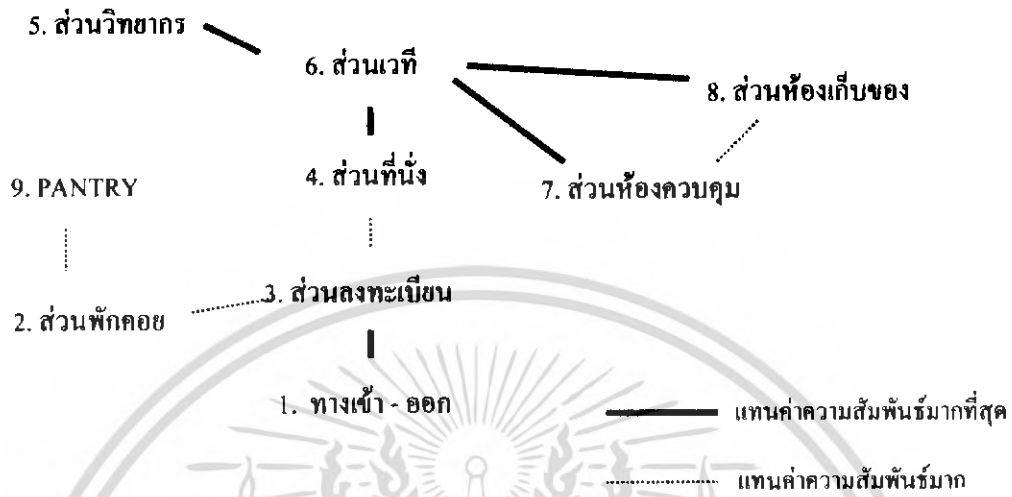 5. ส่วนวิทยากร
6. ส่วนเวที
8. ส่วนห้องเก็บของ
9. PANTRY
4. ส่วนที่นั่ง
7. ส่วนห้องควบคุม
3. ส่วนลงทะเบียน
2. ส่วนพักคอย
1. ทางเข้า - ออก
แทนค่าความสัมพันธ์มากที่สุด
แทนค่าความสัมพันธ์มาก